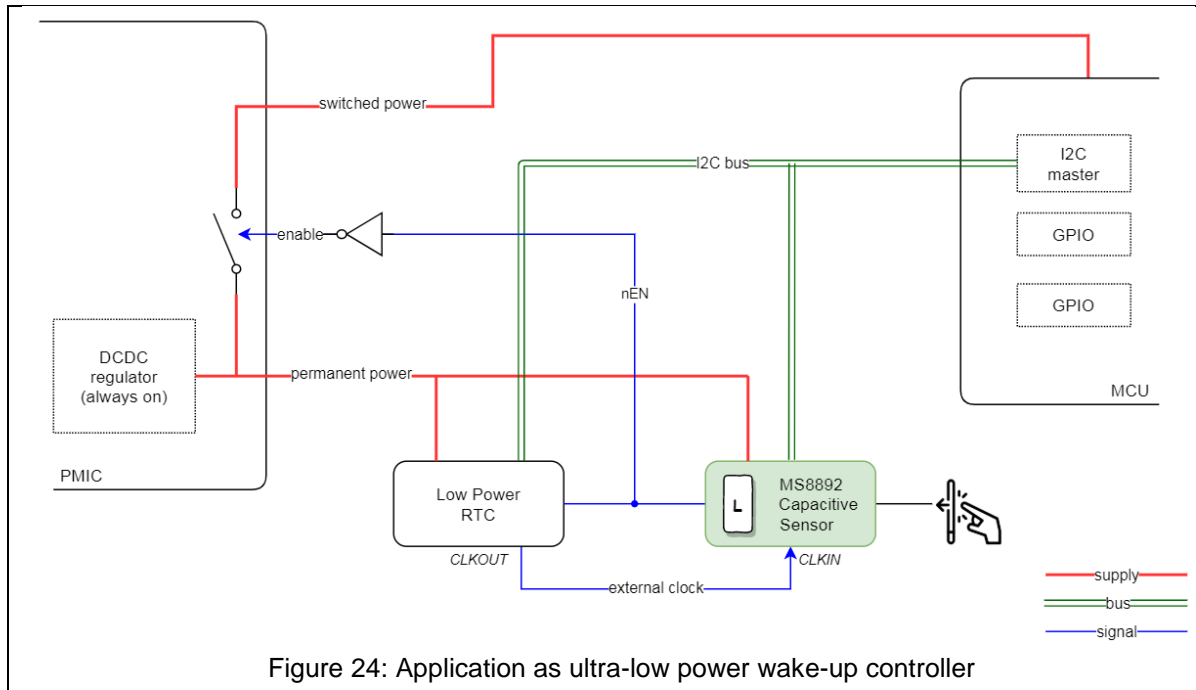 switched power
I2C bus
I2C
master
GPIO
GPIO
MCU
enable
nEN
DCDC
regulator
(always on)
permanent power
PMIC
Low Power
RTC
L
MS8892
Capacitive
Sensor
CLKOUT
CLKIN
external clock
supply
bus
signal
Figure 24: Application as ultra-low power wake-up controller